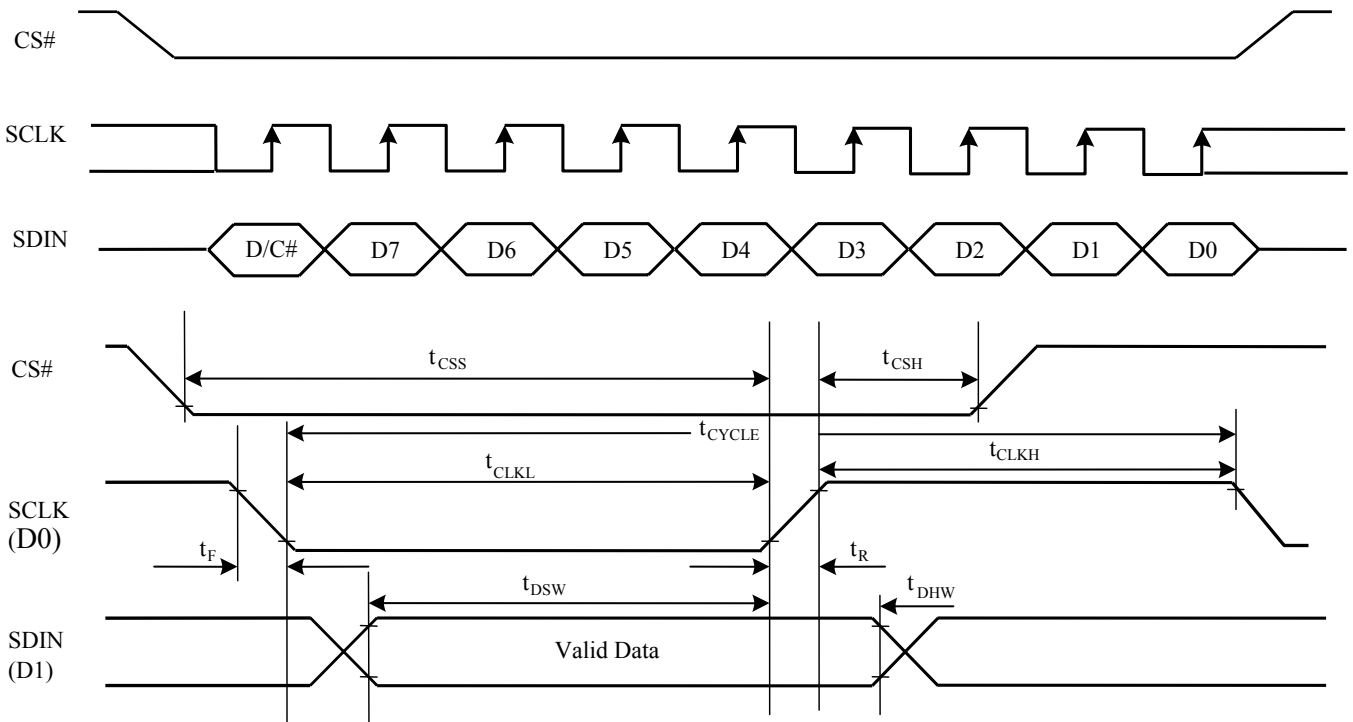 CS#
SCLK
SDIN D/C# D7 D6 D5 D4 D3 D2 D1 D0
CS# tCSS tCSH
tCYCLE
tCLKL tCLKH
SCLK
(D0)
tF tR
tDSW tDHW
SDIN Valid Data
(D1)